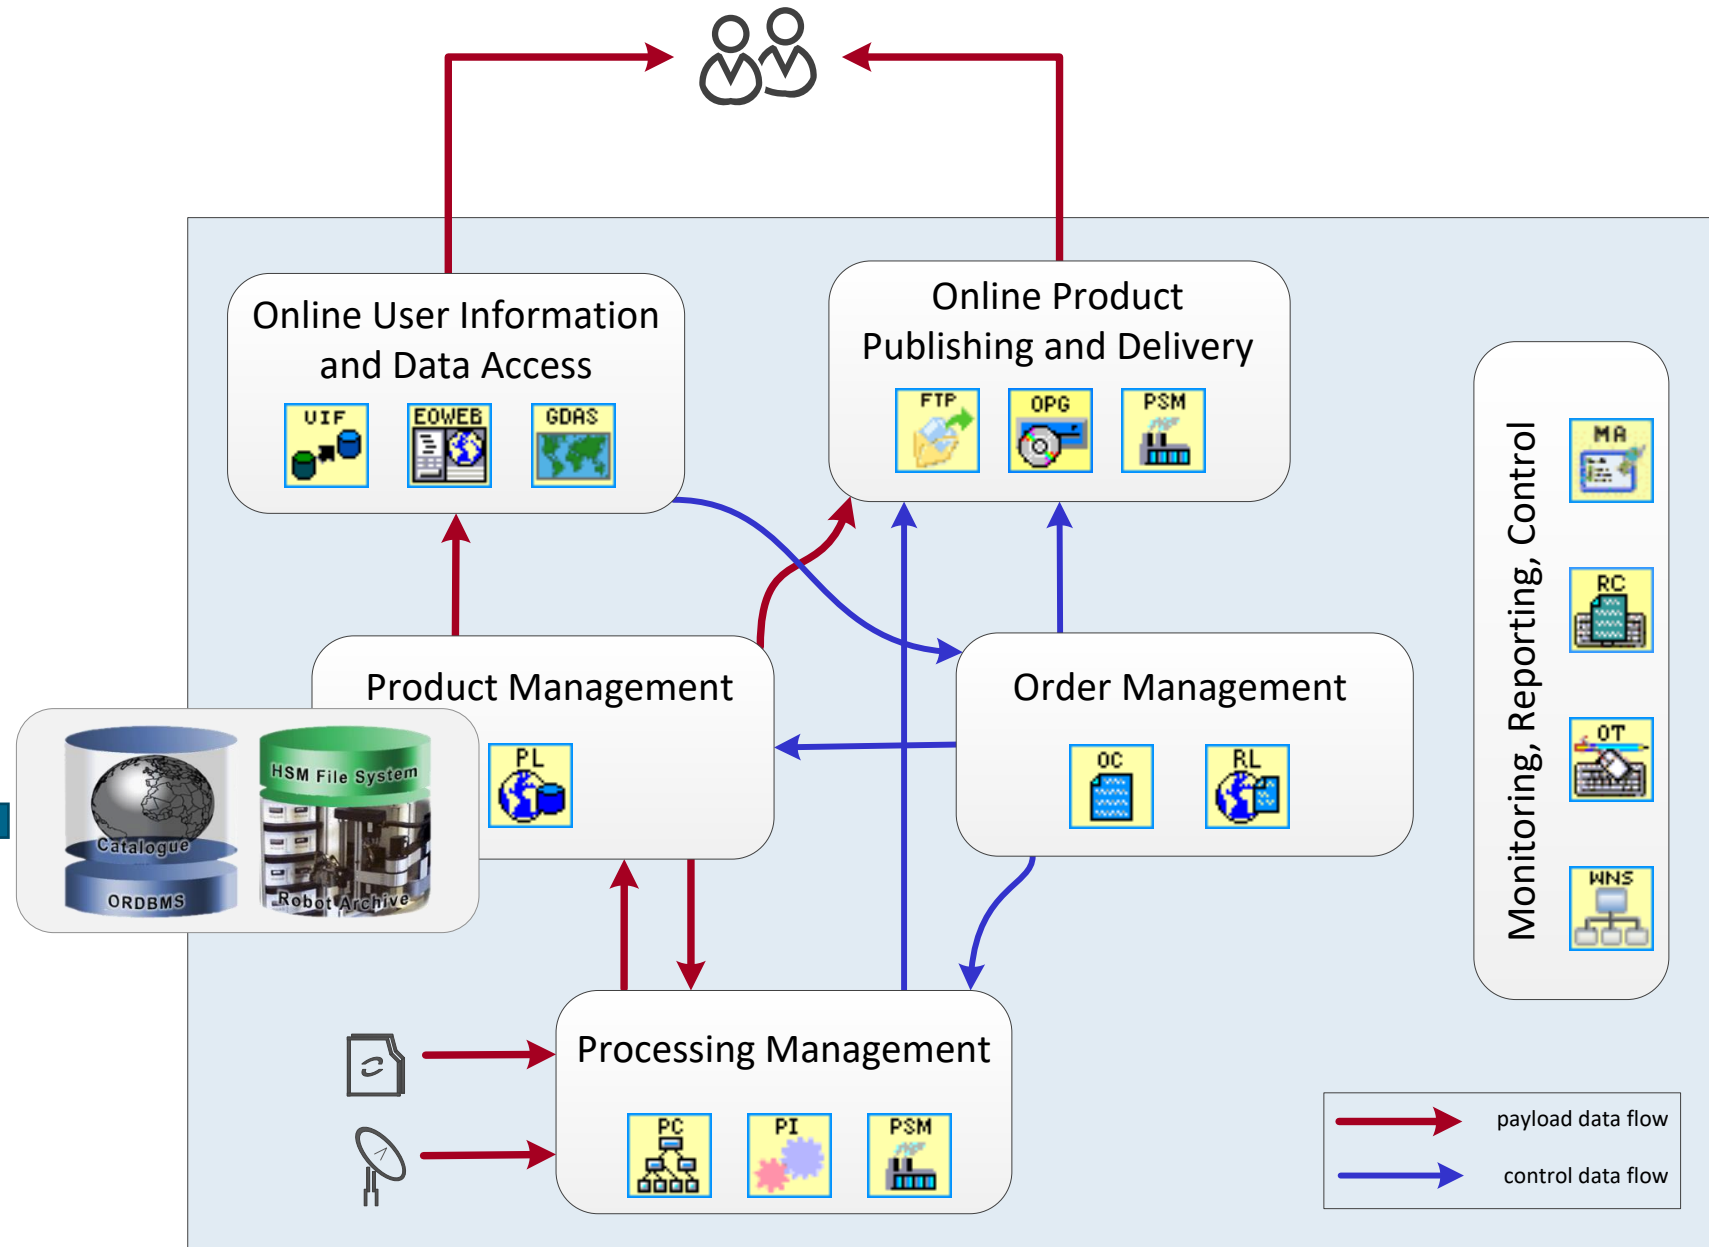 Online User Information
and Data Access
UIF
EOWEB
GDAS
Online Product
Publishing and Delivery
FTP
OPG
PSM
Monitoring, Reporting, Control
MA
RC
OT
WNS
Product Management
PL
Catalogue
ORDBMS
HSM File System
Robot Archive
Order Management
OC
RL
Processing Management
PC
PI
PSM
payload data flow
control data flow